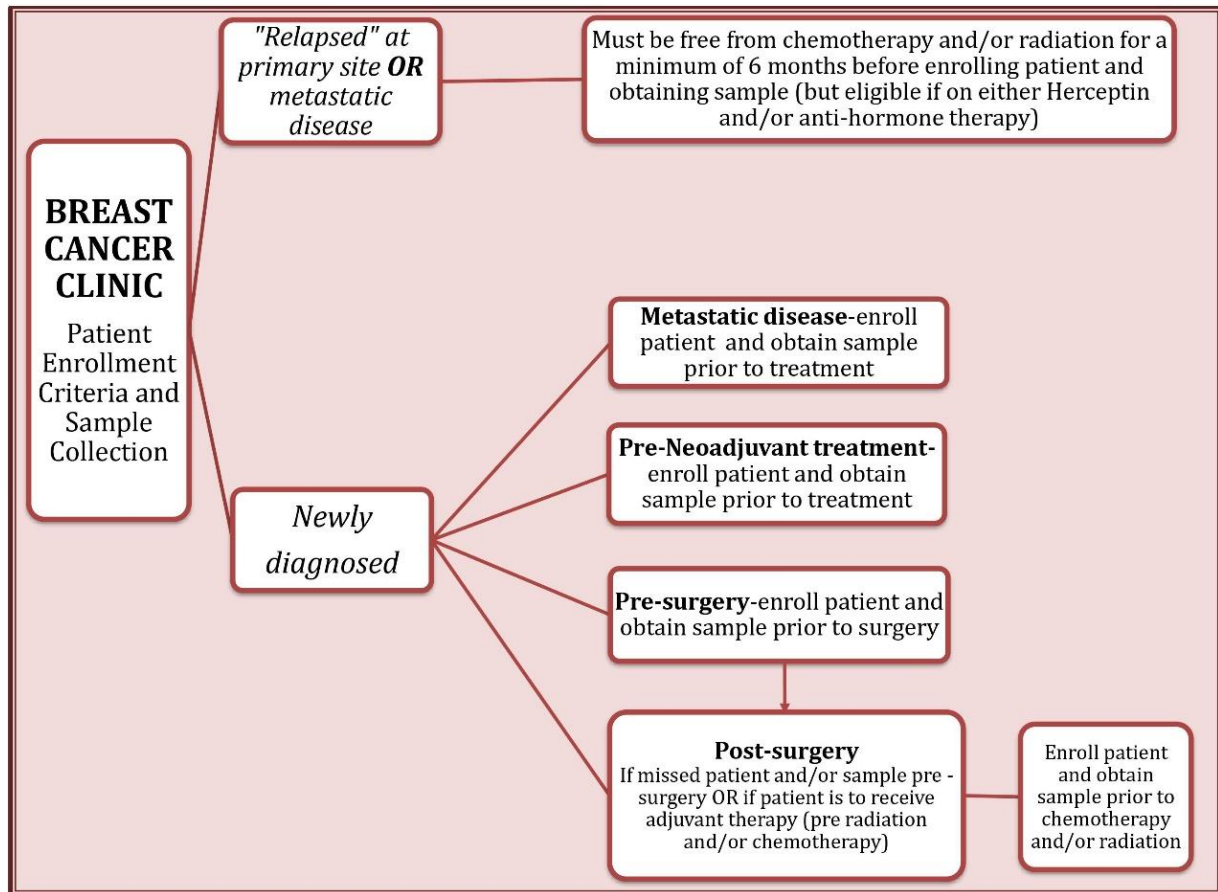 BREAST
CANCER
CLINIC
Patient
Enrollment
Criteria and
Sample
Collection
"Relapsed" at
primary site OR
metastatic
disease
Must be free from chemotherapy and/or radiation for a
minimum of 6 months before enrolling patient and
obtaining sample (but eligible if on either Herceptin
and/or anti-hormone therapy)
Newly
diagnosed
Metastatic disease-enroll
patient and obtain sample
prior to treatment
Pre-Neoadjuvant treatment-
enroll patient and obtain
sample prior to treatment
Pre-surgery-enroll patient and
obtain sample prior to surgery
Post-surgery
If missed patient and/or sample pre -
surgery OR if patient is to receive
adjuvant therapy (pre radiation
and/or chemotherapy)
Enroll patient
and obtain
sample prior to
chemotherapy
and/or radiation